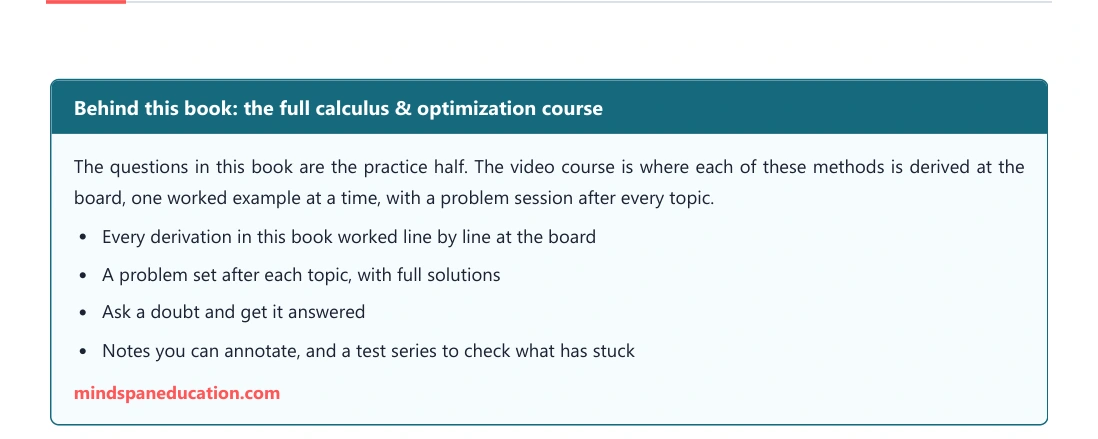 Behind this book: the full calculus & optimization course
The questions in this book are the practice half. The video course is where each of these methods is derived at the
board, one worked example at a time, with a problem session after every topic.
• Every derivation in this book worked line by line at the board
• A problem set after each topic, with full solutions
• Ask a doubt and get it answered
• Notes you can annotate, and a test series to check what has stuck
mindspaneducation.com